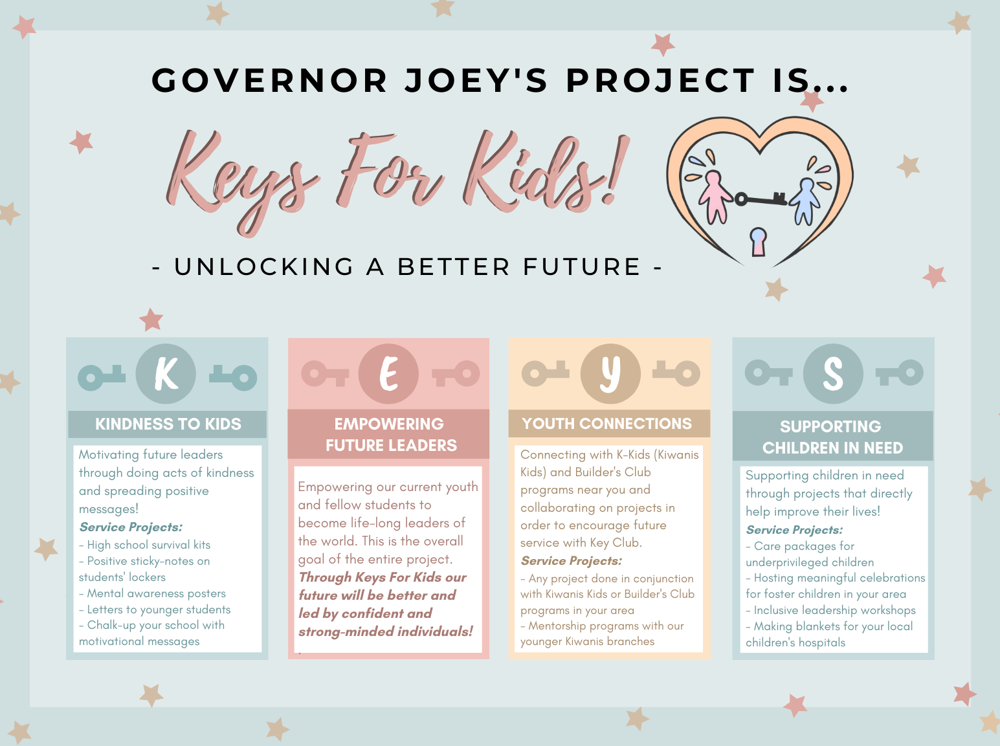 GOVERNOR JOEY'S PROJECT IS...
Keys For Kids!
- UNLOCKING A BETTER FUTURE -
K
KINDNESS TO KIDS
Motivating future leaders
through doing acts of kindness
and spreading positive
messages!
Service Projects:
- High school survival kits
- Positive sticky-notes on
students' lockers
- Mental awareness posters
- Letters to younger students
- Chalk-up your school with
motivational messages
E
EMPOWERING
FUTURE LEADERS
Empowering our current youth
and fellow students to
become life-long leaders of
the world. This is the overall
goal of the entire project.
Through Keys For Kids our
future will be better and
led by confident and
strong-minded individuals!
.
Y
YOUTH CONNECTIONS
Connecting with K-Kids (Kiwanis
Kids) and Builder's Club
programs near you and
collaborating on projects in
order to encourage future
service with Key Club.
Service Projects:
- Any project done in conjunction
with Kiwanis Kids or Builder's Club
programs in your area
- Mentorship programs with our
younger Kiwanis branches
S
SUPPORTING
CHILDREN IN NEED
Supporting children in need
through projects that directly
help improve their lives!
Service Projects:
- Care packages for
underprivileged children
- Hosting meaningful celebrations
for foster children in your area
- Inclusive leadership workshops
- Making blankets for your local
children's hospitals